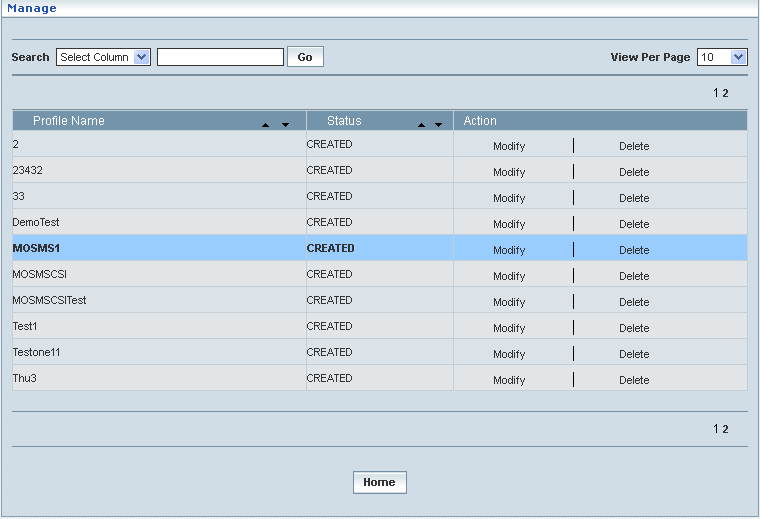 Manage
Search Select Column Go View Per Page 10
1 2
Profile Name Status Action
2 CREATED Modify Delete
23432 CREATED Modify Delete
33 CREATED Modify Delete
DemoTest CREATED Modify Delete
MOSMS1 CREATED Modify Delete
MOSMSCSI CREATED Modify Delete
MOSMSCSITest CREATED Modify Delete
Test1 CREATED Modify Delete
Testone11 CREATED Modify Delete
Thu3 CREATED Modify Delete
1 2
Home